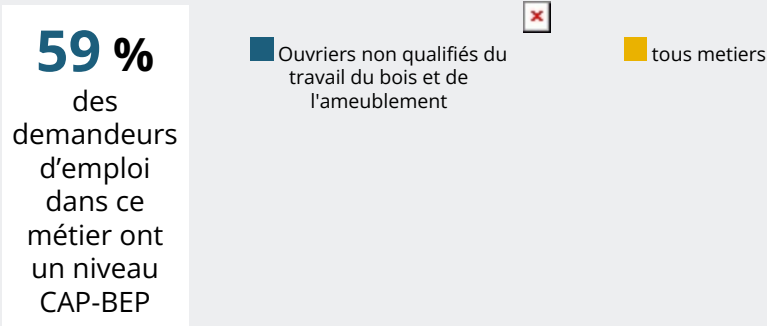 59 %
des
demandeurs
d’emploi
dans ce
métier ont
un niveau
CAP-BEP
Ouvriers non qualifiés du
travail du bois et de
l'ameublement
tous metiers